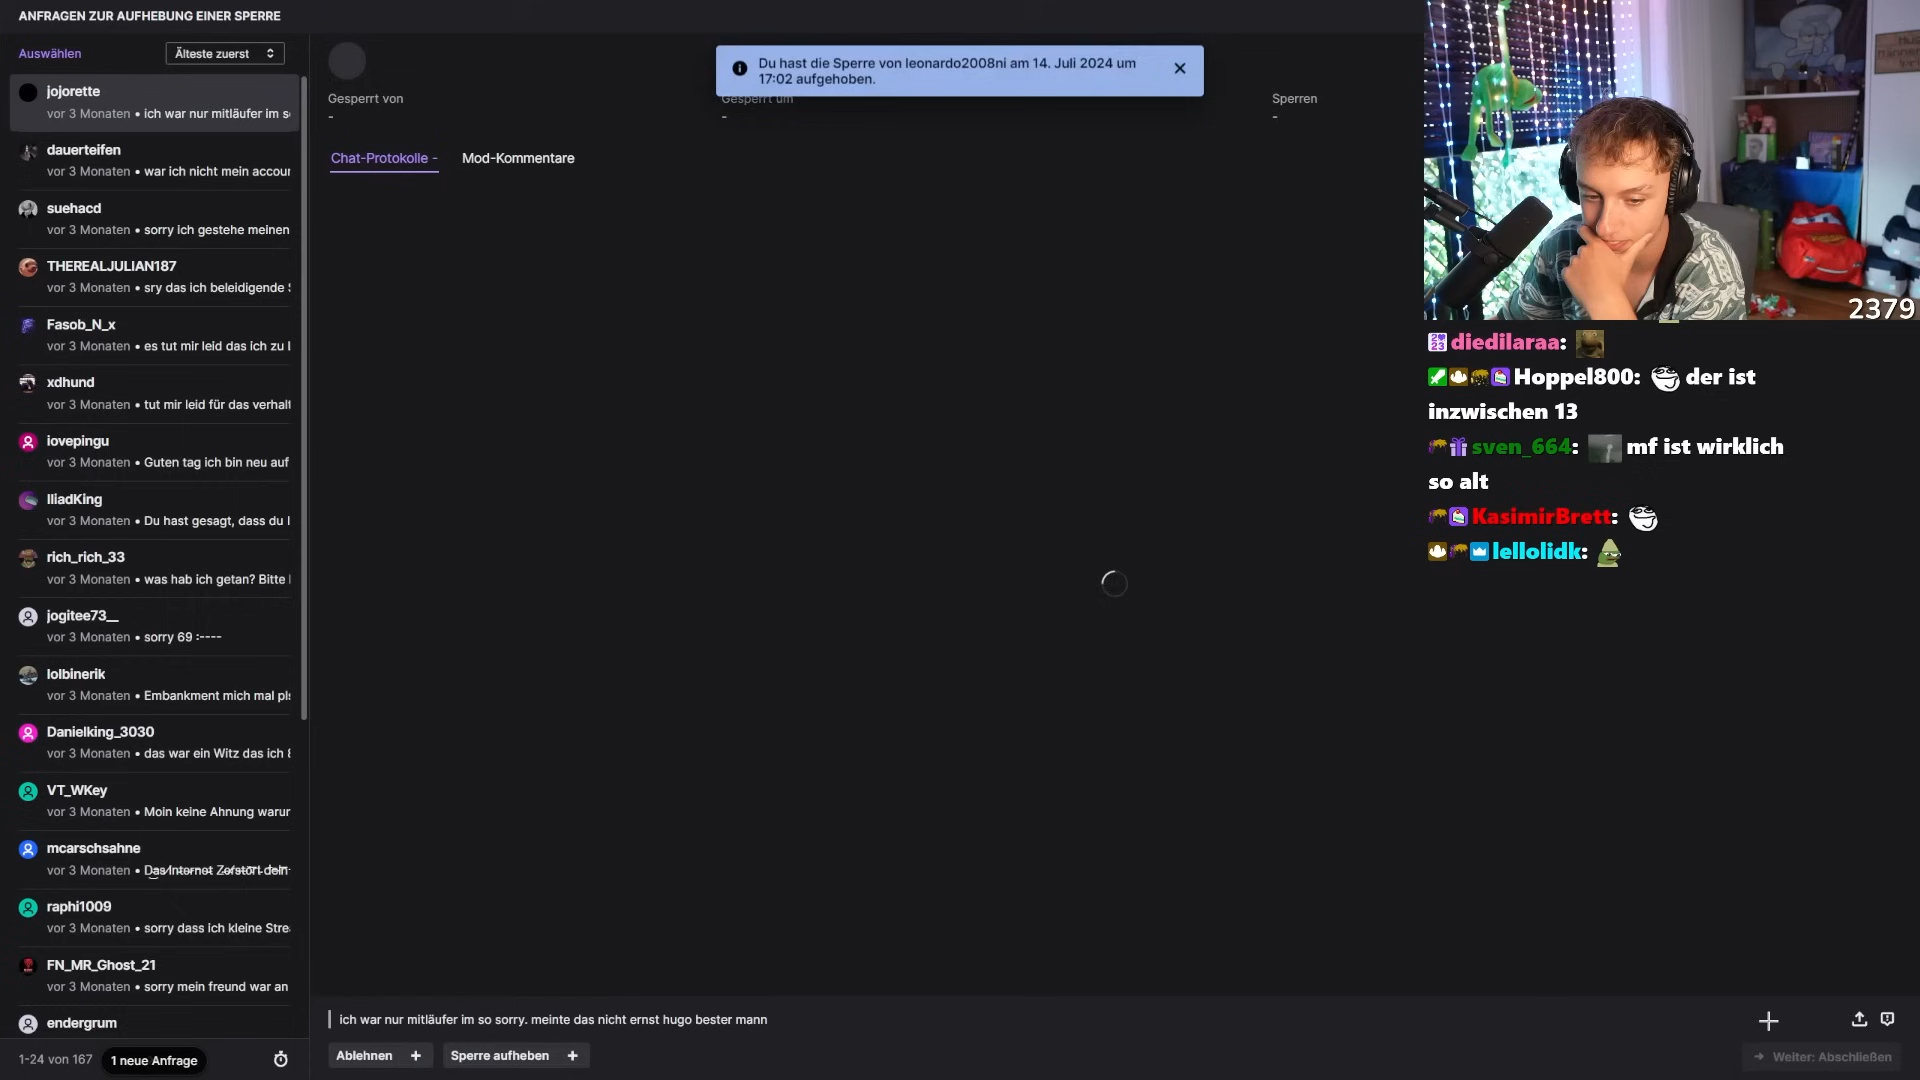 ANFRAGEN ZUR AUFHEBUNG EINER SPERRE
Auswählen
Älteste zuerst
jojorette
vor 3 Monaten • ich war nur mitläufer im s
dauerteifen
vor 3 Monaten • war ich nicht mein accour
suehacd
vor 3 Monaten • sorry ich gestehe meinen
THEREALJULIAN187
vor 3 Monaten • sry das ich beleidigende
Fasob_N_x
vor 3 Monaten • es tut mir leid das ich zu
xdhund
vor 3 Monaten • tut mir leid für das verhalt
iovepingu
vor 3 Monaten • Guten tag ich bin neu auf
IliadKing
vor 3 Monaten • Du hast gesagt, dass du
rich_rich_33
vor 3 Monaten • was hab ich getan? Bitte
jogitee73__
vor 3 Monaten • sorry 69 :----
lolbinerik
vor 3 Monaten • Embankment mich mal pls
Danielking_3030
vor 3 Monaten • das war ein Witz das ich
VT_WKey
vor 3 Monaten • Moin keine Ahnung warur
mcarschsahne
vor 3 Monaten • Das Internet Zerstört dein
raphi1009
vor 3 Monaten • sorry dass ich kleine Stre
FN_MR_Ghost_21
vor 3 Monaten • sorry mein freund war an
endergrum
1-24 von 167
1 neue Anfrage
Du hast die Sperre von leonardo2008ni am 14. Juli 2024 um
17:02 aufgehoben.
Gesperrt von
-
Gesperrt um
-
Sperren
-
Chat-Protokolle -
Mod-Kommentare
ich war nur mitläufer im so sorry. meinte das nicht ernst hugo bester mann
Ablehnen
Sperre aufheben
Weiter: Abschließen
2379
diedilaraa:
Hoppel800: der ist
inzwischen 13
sven_664: mf ist wirklich
so alt
KasimirBrett:
lellolidk: